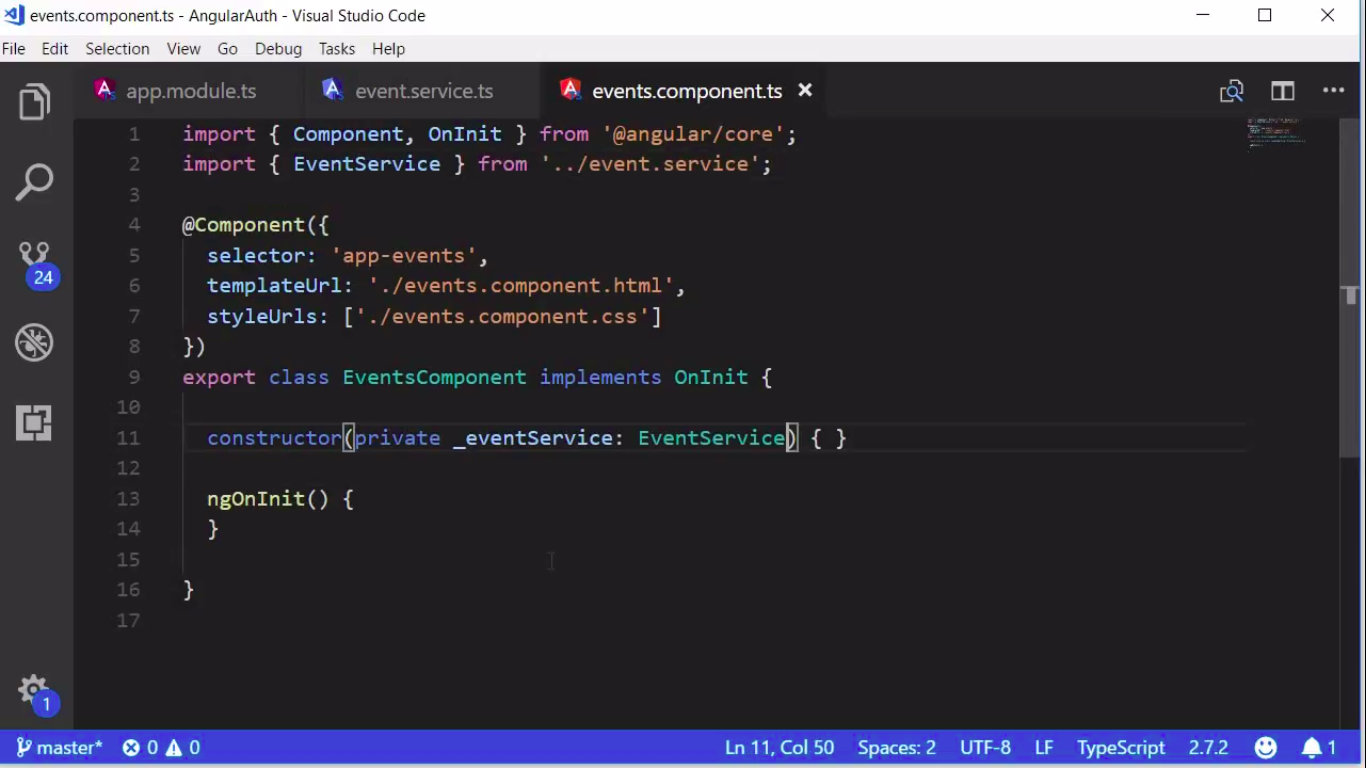 events.component.ts - AngularAuth - Visual Studio Code
File Edit Selection View Go Debug Tasks Help
app.module.ts event.service.ts events.component.ts
1 import { Component, OnInit } from '@angular/core';
2 import { EventService } from '../event.service';
3
4 @Component({
5 selector: 'app-events',
6 templateUrl: './events.component.html',
7 styleUrls: ['./events.component.css']
8 })
9 export class EventsComponent implements OnInit {
10
11 constructor(private _eventService: EventService) { }
12
13 ngOnInit() {
14 }
15
16 }
17
24
1
master* 0 0 Ln 11, Col 50 Spaces: 2 UTF-8 LF TypeScript 2.7.2 1